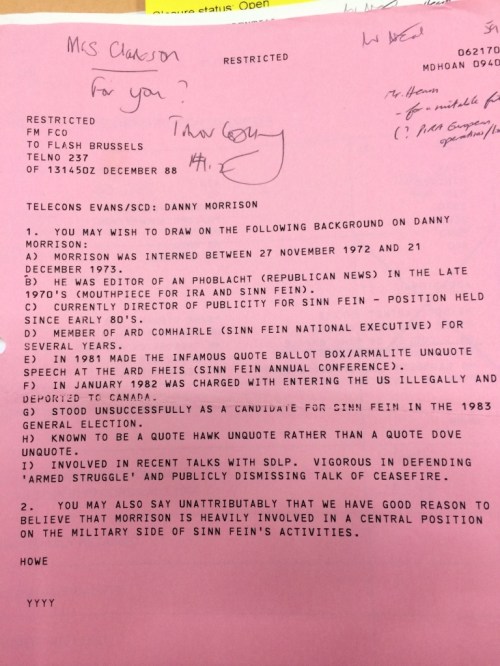 Closure status: Open
Mrs Clarkson
For you?
RESTRICTED
062170
MDHOAN 0940
RESTRICTED
FM FCO
TO FLASH BRUSSELS
TELNO 237
OF 131450Z DECEMBER 88
TELECONS EVANS/SCD: DANNY MORRISON
1. YOU MAY WISH TO DRAW ON THE FOLLOWING BACKGROUND ON DANNY
MORRISON:
A) MORRISON WAS INTERNED BETWEEN 27 NOVEMBER 1972 AND 21
DECEMBER 1973.
B) HE WAS EDITOR OF AN PHOBLACHT (REPUBLICAN NEWS) IN THE LATE
1970'S (MOUTHPIECE FOR IRA AND SINN FEIN).
C) CURRENTLY DIRECTOR OF PUBLICITY FOR SINN FEIN - POSITION HELD
SINCE EARLY 80'S.
D) MEMBER OF ARD COMHAIRLE (SINN FEIN NATIONAL EXECUTIVE) FOR
SEVERAL YEARS.
E) IN 1981 MADE THE INFAMOUS QUOTE BALLOT BOX/ARMALITE UNQUOTE
SPEECH AT THE ARD FHEIS (SINN FEIN ANNUAL CONFERENCE).
F) IN JANUARY 1982 WAS CHARGED WITH ENTERING THE US ILLEGALLY AND
DEPORTED TO CANADA.
G) STOOD UNSUCCESSFULLY AS A CANDIDATE FOR SINN FEIN IN THE 1983
GENERAL ELECTION.
H) KNOWN TO BE A QUOTE HAWK UNQUOTE RATHER THAN A QUOTE DOVE
UNQUOTE.
I) INVOLVED IN RECENT TALKS WITH SDLP. VIGOROUS IN DEFENDING
'ARMED STRUGGLE' AND PUBLICLY DISMISSING TALK OF CEASEFIRE.
2. YOU MAY ALSO SAY UNATTRIBUTABLY THAT WE HAVE GOOD REASON TO
BELIEVE THAT MORRISON IS HEAVILY INVOLVED IN A CENTRAL POSITION
ON THE MILITARY SIDE OF SINN FEIN'S ACTIVITIES.
HOWE
YYYY